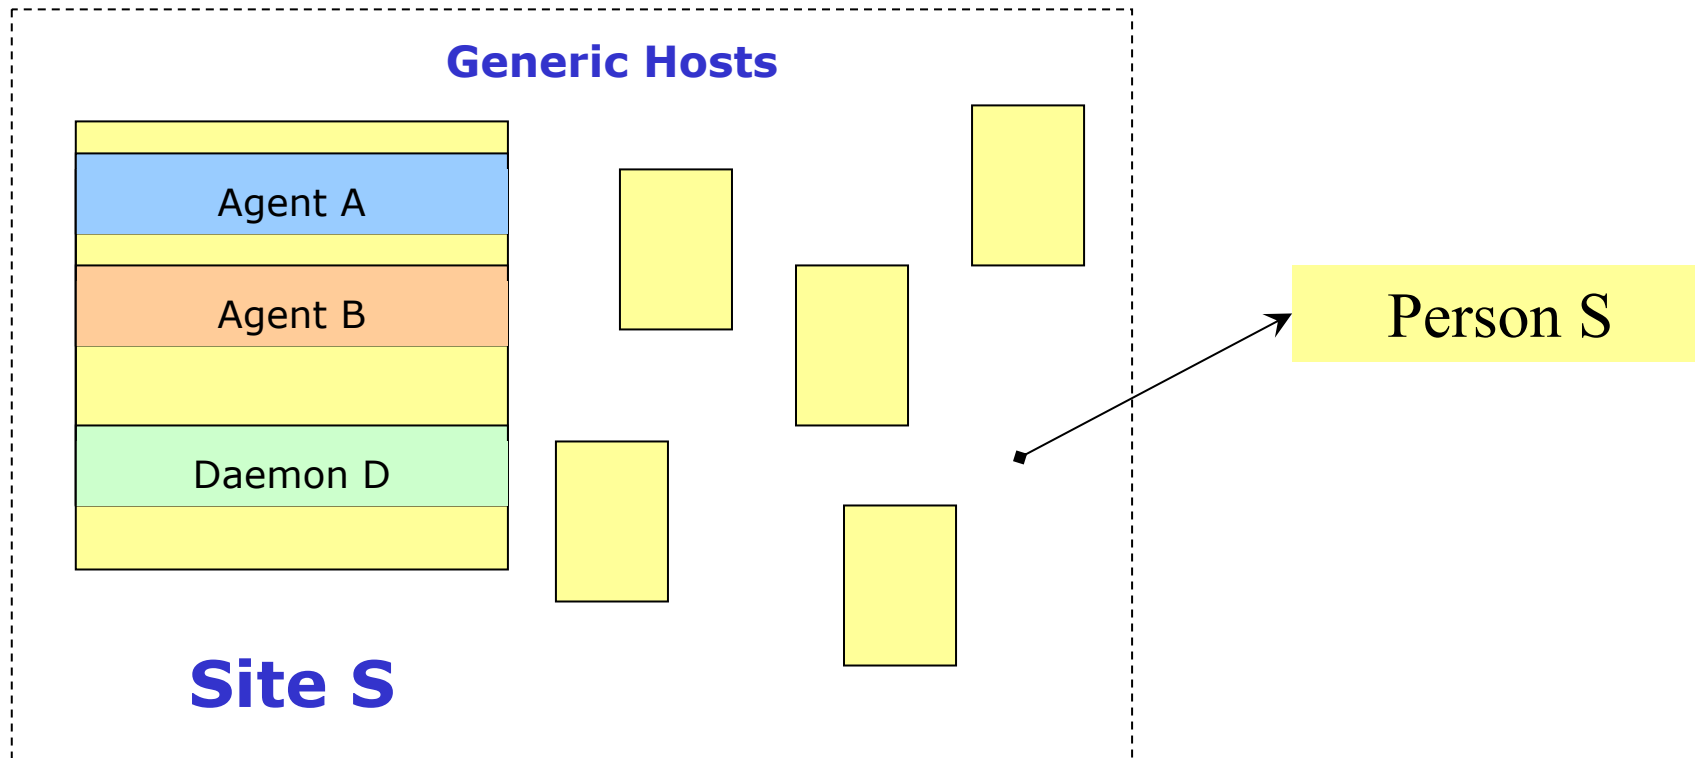 Generic Hosts
Agent A
Agent B
Person S
Daemon D
Site S